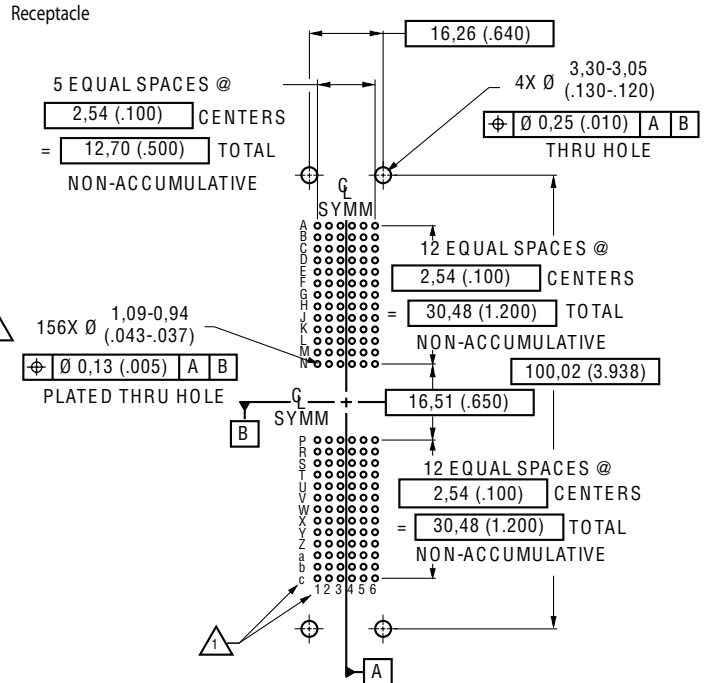 Receptacle
16,26 (.640)
5 EQUAL SPACES @
2,54 (.100) CENTERS
= 12,70 (.500) TOTAL
NON-ACCUMULATIVE
4X Ø 3,30-3,05
(.130-.120)
⌖ Ø 0,25 (.010) A B
THRU HOLE
CL
SYMM
A
B
C
D
E
F
G
H
J
K
L
M
N
12 EQUAL SPACES @
2,54 (.100) CENTERS
= 30,48 (1.200) TOTAL
NON-ACCUMULATIVE
156X Ø 1,09-0,94
(.043-.037)
⌖ Ø 0,13 (.005) A B
PLATED THRU HOLE
100,02 (3.938)
CL
SYMM
B
16,51 (.650)
P
R
S
T
U
V
W
X
Y
Z
a
b
c
12 EQUAL SPACES @
2,54 (.100) CENTERS
= 30,48 (1.200) TOTAL
NON-ACCUMULATIVE
1 2 3 4 5 6
1
A